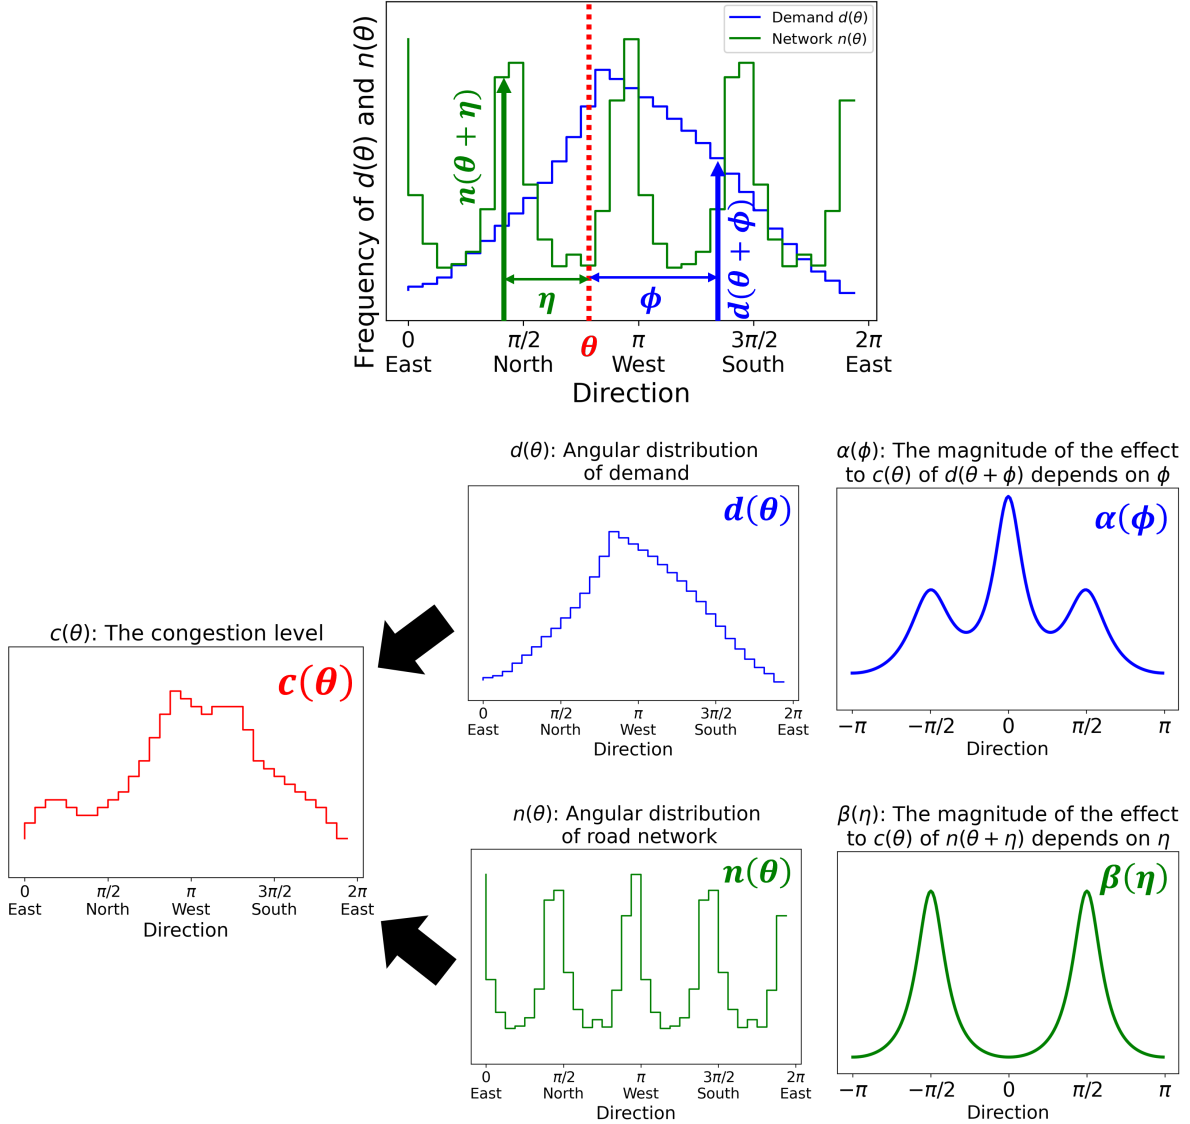 Frequency of d(θ) and n(θ)
Demand d(θ)
Network n(θ)
n(θ + η)
d(θ + ϕ)
η
ϕ
0 π/2 π 3π/2 2π
East North West South East
θ
Direction
d(θ): Angular distribution
of demand
d(θ)
0 π/2 π 3π/2 2π
East North West South East
Direction
α(ϕ): The magnitude of the effect
to c(θ) of d(θ + ϕ) depends on ϕ
α(ϕ)
−π −π/2 0 π/2 π
Direction
c(θ): The congestion level
c(θ)
0 π/2 π 3π/2 2π
East North West South East
Direction
n(θ): Angular distribution
of road network
n(θ)
0 π/2 π 3π/2 2π
East North West South East
Direction
β(η): The magnitude of the effect
to c(θ) of n(θ + η) depends on η
β(η)
−π −π/2 0 π/2 π
Direction